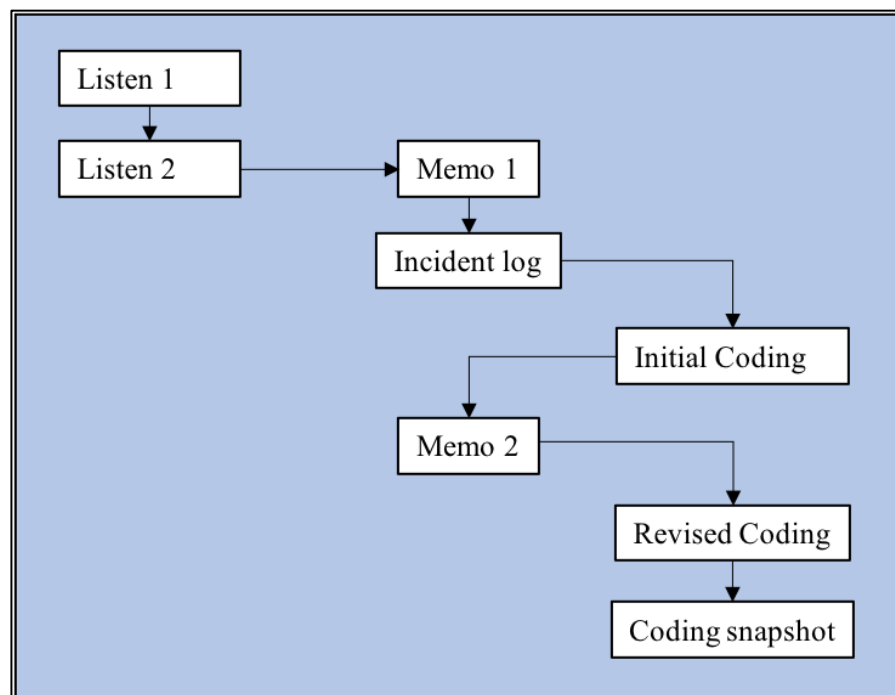 Listen 1
Listen 2
Memo 1
Incident log
Initial Coding
Memo 2
Revised Coding
Coding snapshot